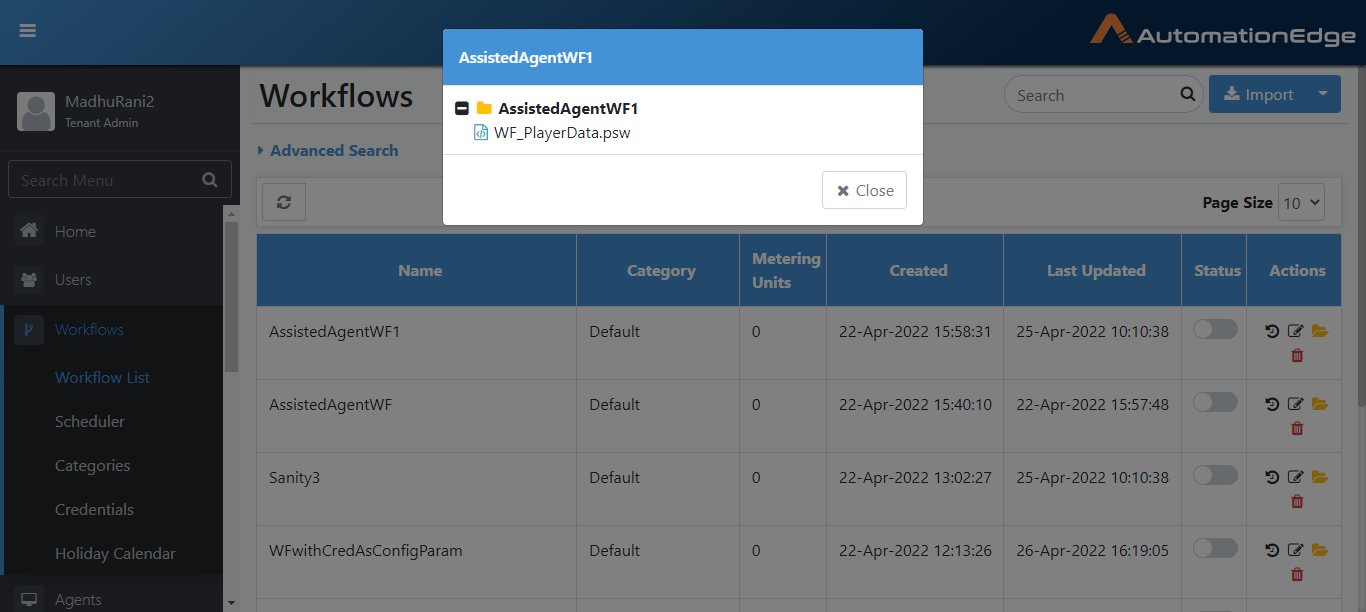 AutomationEdge
MadhuRani2
Tenant Admin
Search Menu
Home
Users
Workflows
Workflow List
Scheduler
Categories
Credentials
Holiday Calendar
Agents
Workflows
Search
Import
Advanced Search
AssistedAgentWF1
AssistedAgentWF1
WF_PlayerData.psw
Close
Page Size 10
Name Category Metering Units Created Last Updated Status Actions
AssistedAgentWF1 Default 0 22-Apr-2022 15:58:31 25-Apr-2022 10:10:38
AssistedAgentWF Default 0 22-Apr-2022 15:40:10 22-Apr-2022 15:57:48
Sanity3 Default 0 22-Apr-2022 13:02:27 25-Apr-2022 10:10:38
WFwithCredAsConfigParam Default 0 22-Apr-2022 12:13:26 26-Apr-2022 16:19:05